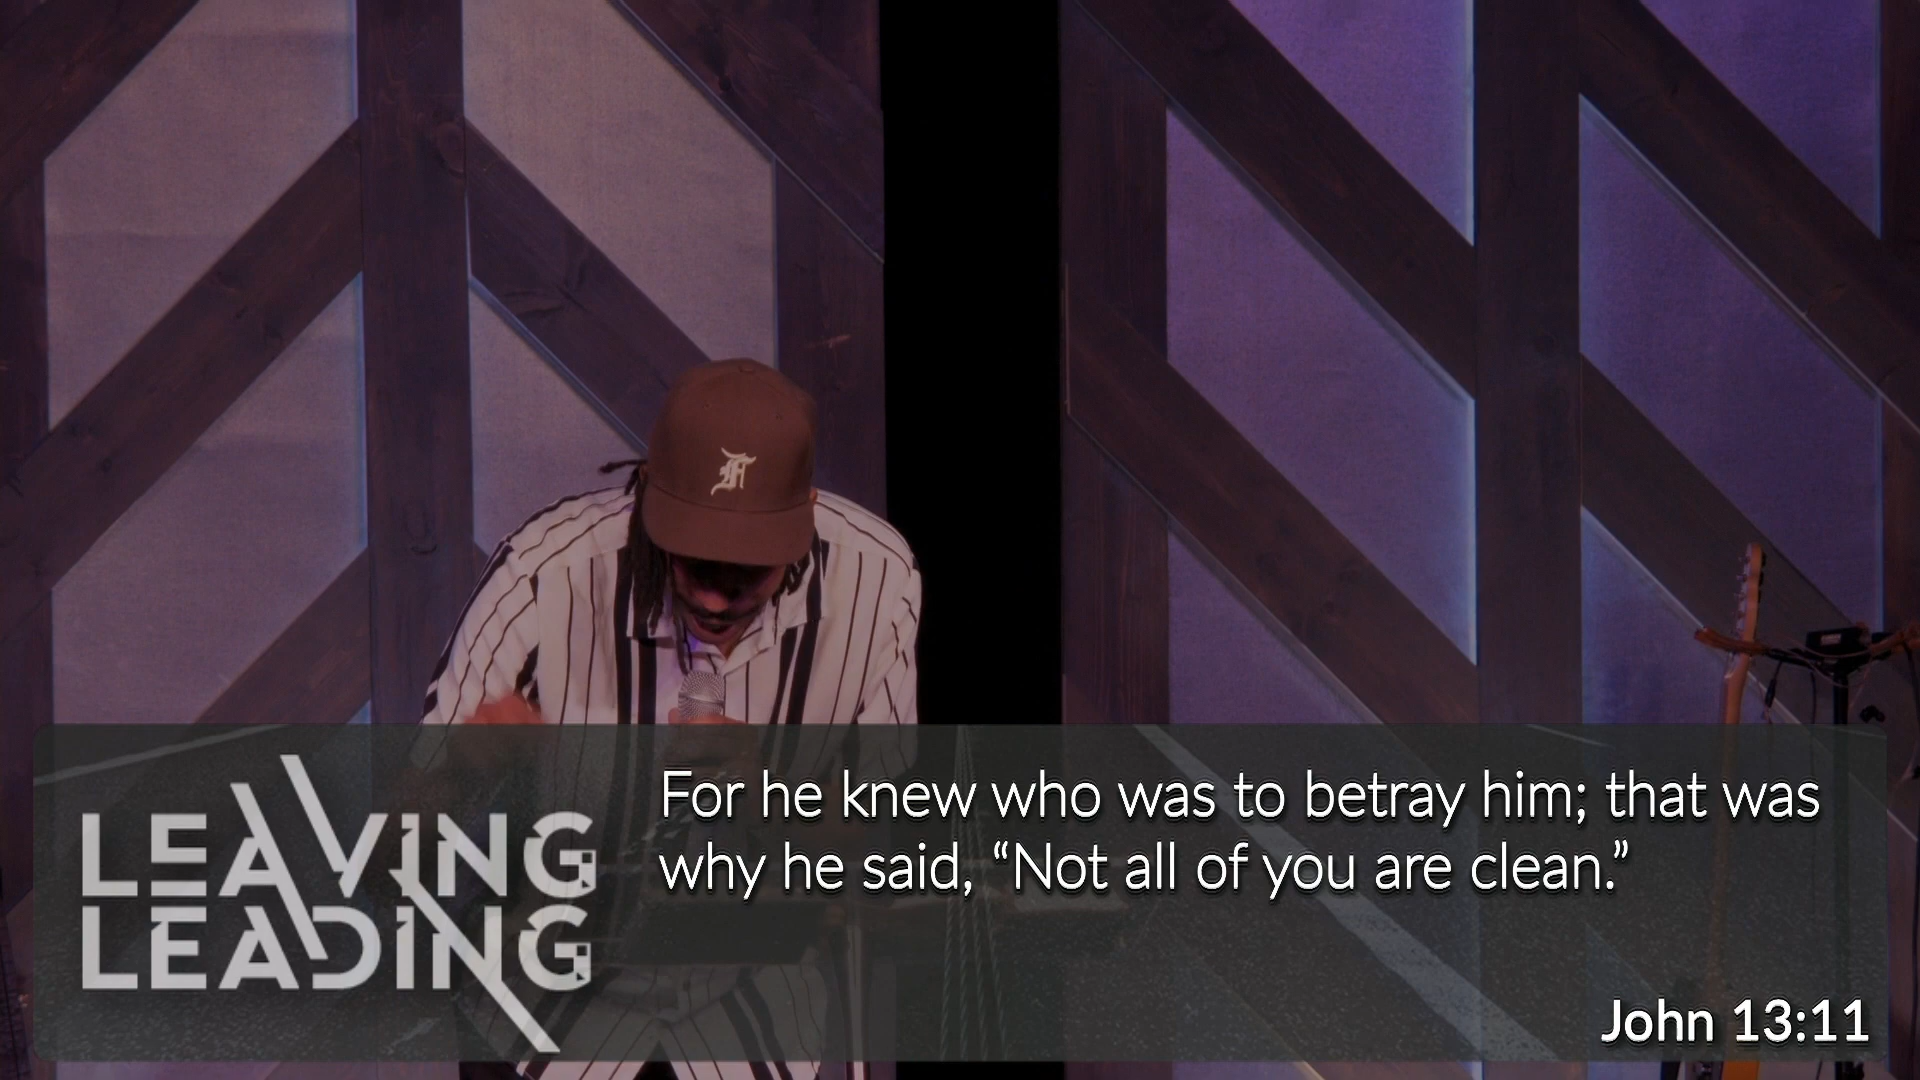 F
LEAVING
LEADING
For he knew who was to betray him; that was
why he said, “Not all of you are clean.”
John 13:11